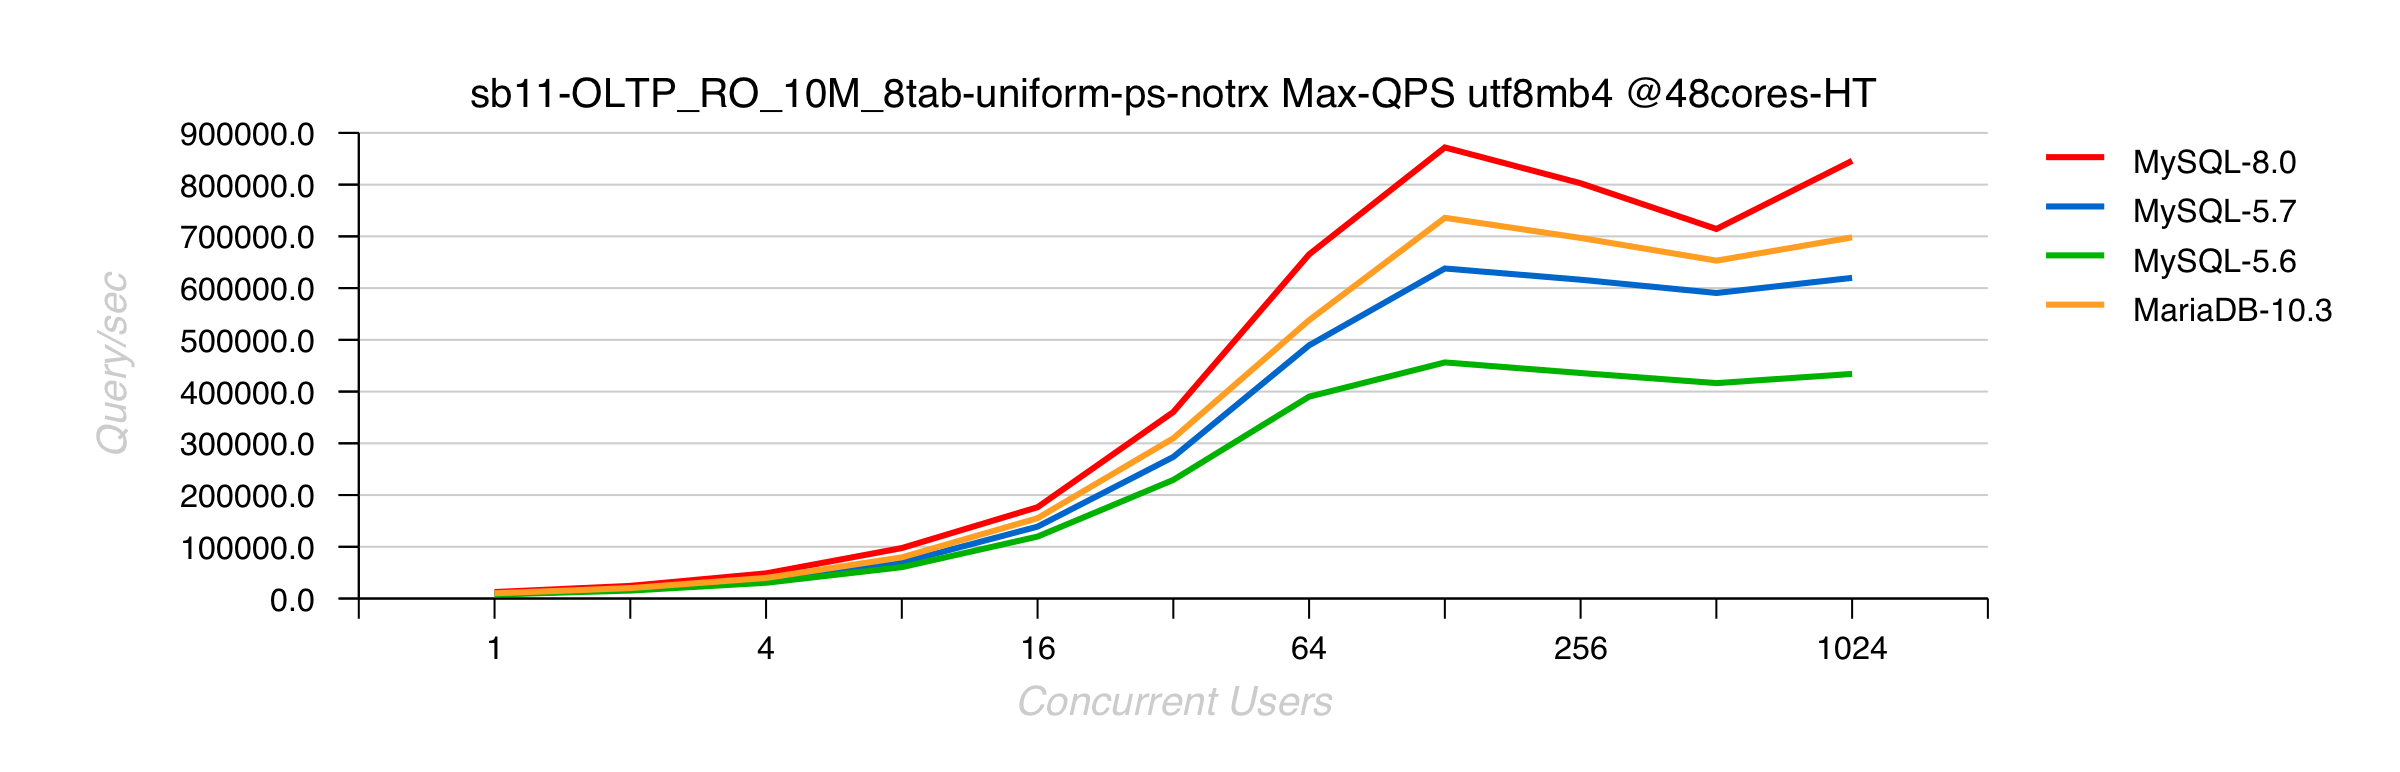 sb11-OLTP_RO_10M_8tab-uniform-ps-notrx Max-QPS utf8mb4 @48cores-HT
900000.0
800000.0
700000.0
600000.0
500000.0
400000.0
300000.0
200000.0
100000.0
0.0
Query/sec
1 4 16 64 256 1024
Concurrent Users
MySQL-8.0
MySQL-5.7
MySQL-5.6
MariaDB-10.3